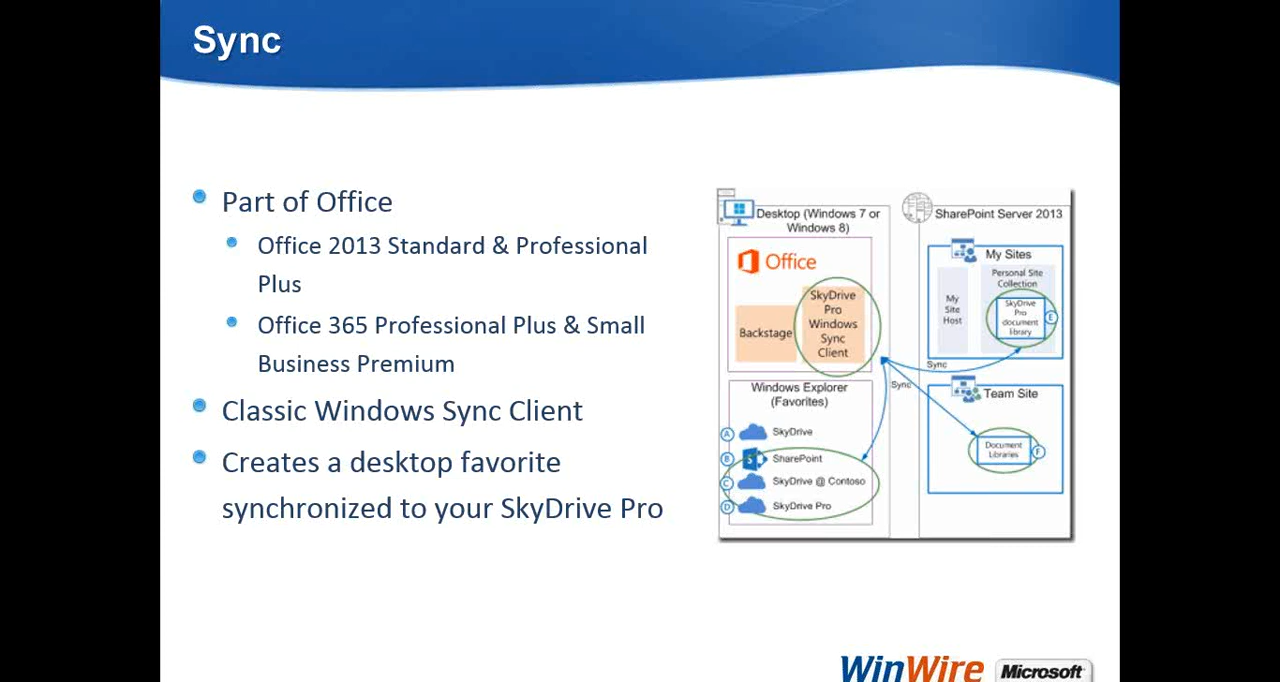 Sync
Part of Office
Office 2013 Standard & Professional
Plus
Office 365 Professional Plus & Small
Business Premium
Classic Windows Sync Client
Creates a desktop favorite
synchronized to your SkyDrive Pro
Desktop (Windows 7 or
Windows 8)
Office
Backstage
SkyDrive
Pro
Windows
Sync
Client
Windows Explorer
(Favorites)
A SkyDrive
B SharePoint
C SkyDrive @ Contoso
D SkyDrive Pro
Sync
Sync
SharePoint Server 2013
My Sites
My
Site
Host
Personal Site
Collection
SkyDrive
Pro
document
library
E
Team Site
Document
Libraries
F
WinWire
Microsoft